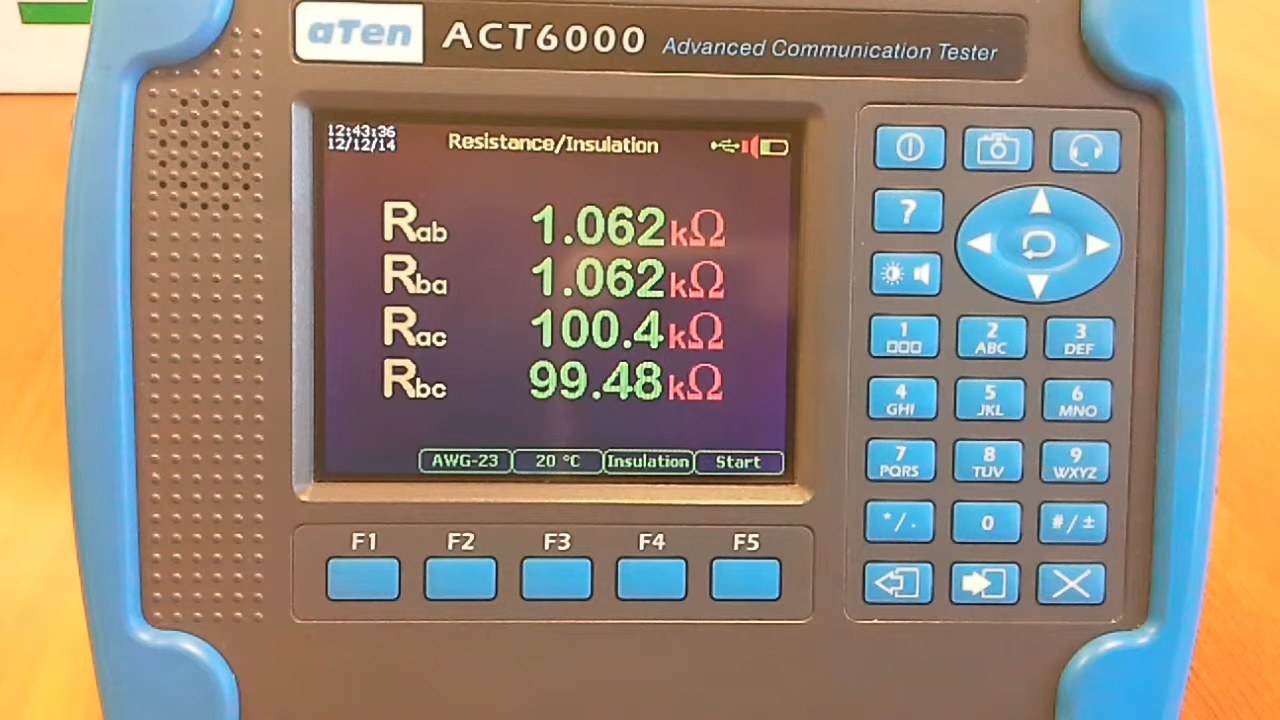 aTen ACT6000 Advanced Communication Tester
12:43:36
12/12/14
Resistance/Insulation
Rab 1.062 kΩ
Rba 1.062 kΩ
Rac 100.4 kΩ
Rbc 99.48 kΩ
AWG-23 20 °C Insulation Start
F1 F2 F3 F4 F5
?
1 2 3
ABC DEF
4 5 6
GHI JKL MNO
7 8 9
PQRS TUV WXYZ
*/. 0 #/±